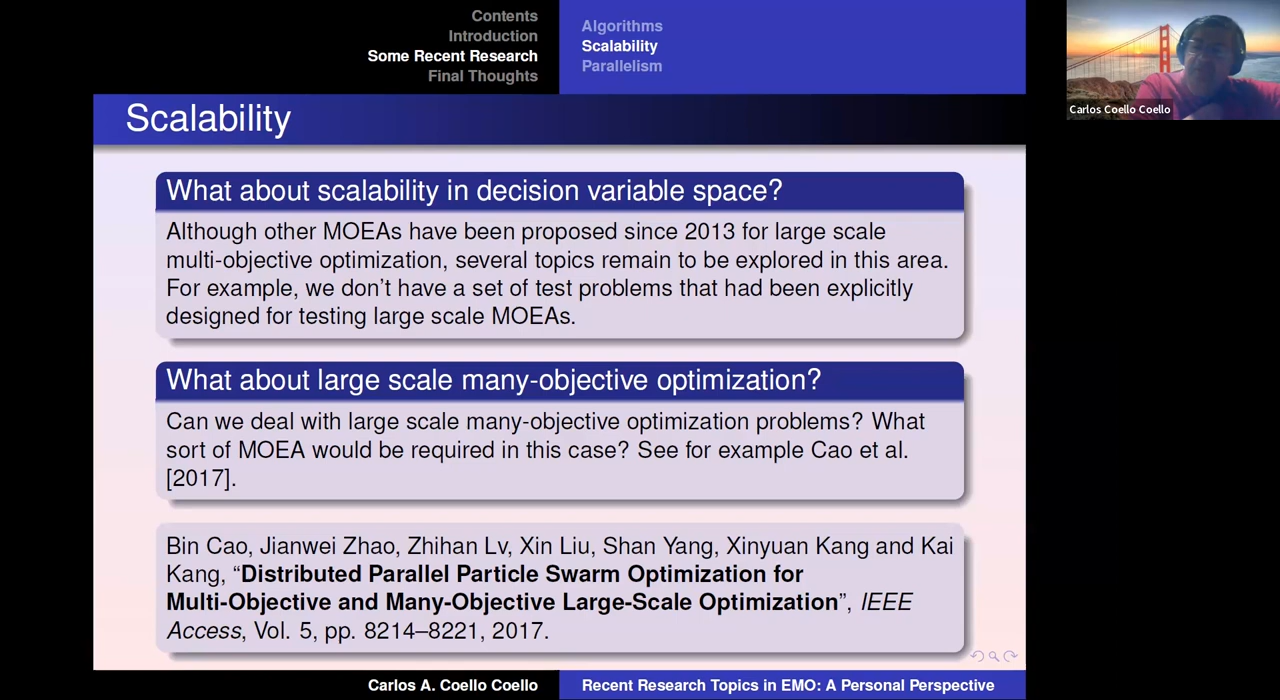 Contents
Introduction
Some Recent Research
Final Thoughts
Algorithms
Scalability
Parallelism
Carlos Coello Coello
Scalability
What about scalability in decision variable space?
Although other MOEAs have been proposed since 2013 for large scale
multi-objective optimization, several topics remain to be explored in this area.
For example, we don't have a set of test problems that had been explicitly
designed for testing large scale MOEAs.
What about large scale many-objective optimization?
Can we deal with large scale many-objective optimization problems? What
sort of MOEA would be required in this case? See for example Cao et al.
[2017].
Bin Cao, Jianwei Zhao, Zhihan Lv, Xin Liu, Shan Yang, Xinyuan Kang and Kai
Kang, “Distributed Parallel Particle Swarm Optimization for
Multi-Objective and Many-Objective Large-Scale Optimization”, IEEE
Access, Vol. 5, pp. 8214–8221, 2017.
Carlos A. Coello Coello
Recent Research Topics in EMO: A Personal Perspective